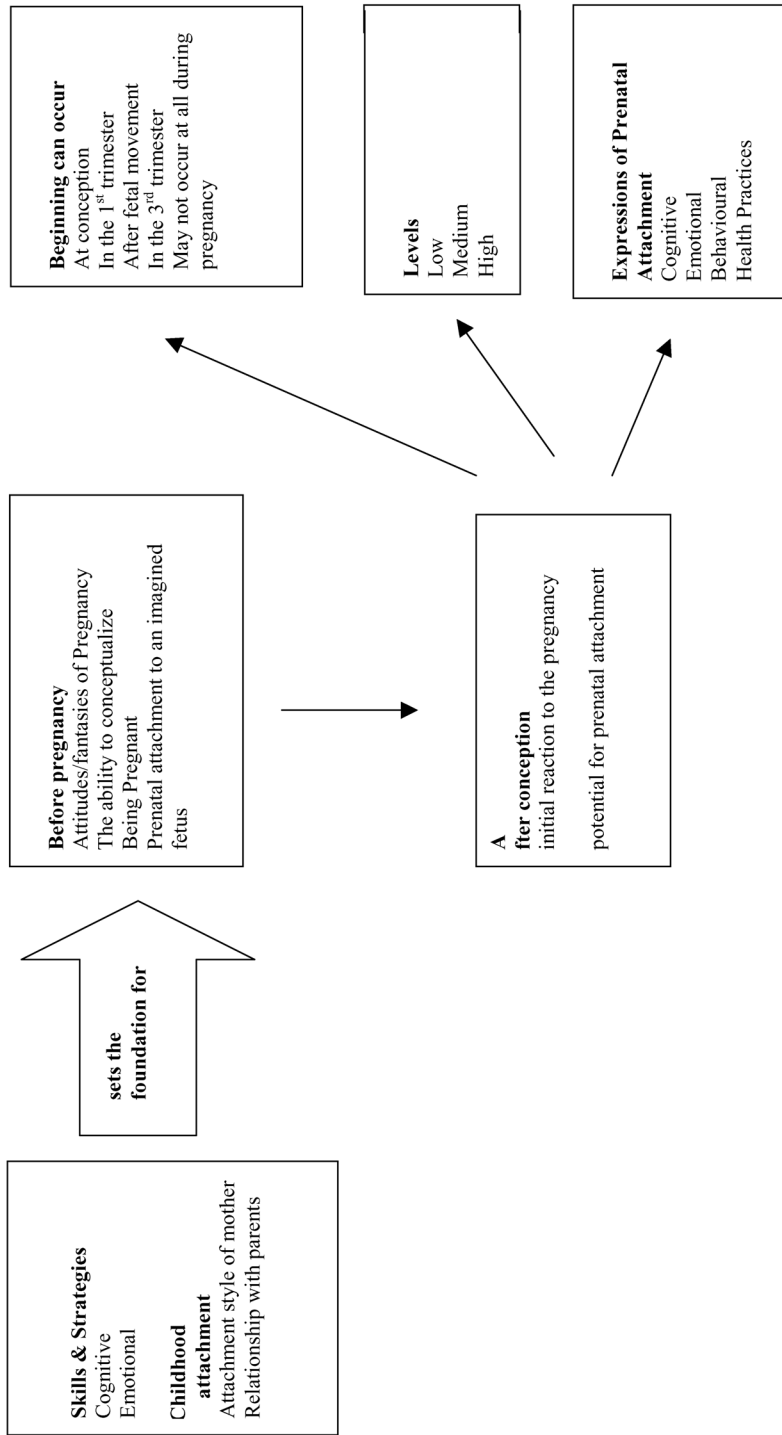 Skills & Strategies
Cognitive
Emotional
Childhood
attachment
Attachment style of mother
Relationship with parents
sets the
foundation for
Before pregnancy
Attitudes/fantasies of Pregnancy
The ability to conceptualize
Being Pregnant
Prenatal attachment to an imagined
fetus
A
fter conception
initial reaction to the pregnancy
potential for prenatal attachment
Beginning can occur
At conception
In the 1st trimester
After fetal movement
In the 3rd trimester
May not occur at all during
pregnancy
Levels
Low
Medium
High
Expressions of Prenatal
Attachment
Cognitive
Emotional
Behavioural
Health Practices